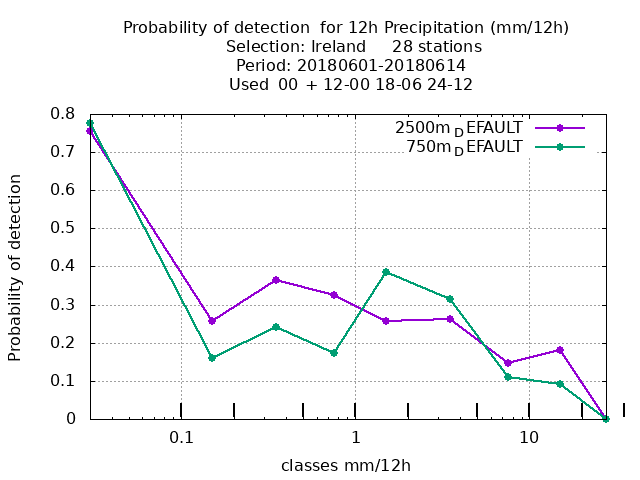 Probability of detection  for 12h Precipitation (mm/12h)
Selection: Ireland     28 stations
Period: 20180601-20180614
Used  00 + 12-00 18-06 24-12
2500m_DEFAULT
750m_DEFAULT
Probability of detection
0.8
0.7
0.6
0.5
0.4
0.3
0.2
0.1
0
0.1 1 10
classes mm/12h